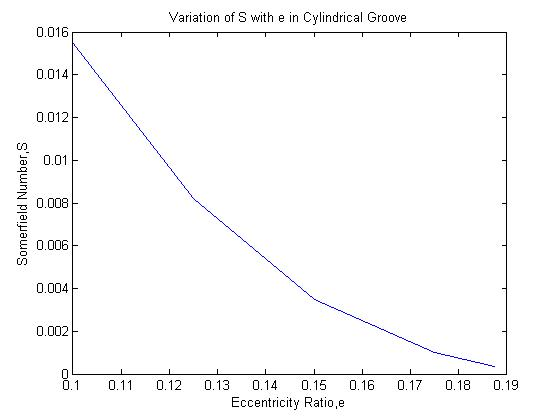 Variation of S with e in Cylindrical Groove
0.016
0.014
0.012
0.01
0.008
0.006
0.004
0.002
0
Somerfield Number,S
0.1 0.11 0.12 0.13 0.14 0.15 0.16 0.17 0.18 0.19
Eccentricity Ratio,e